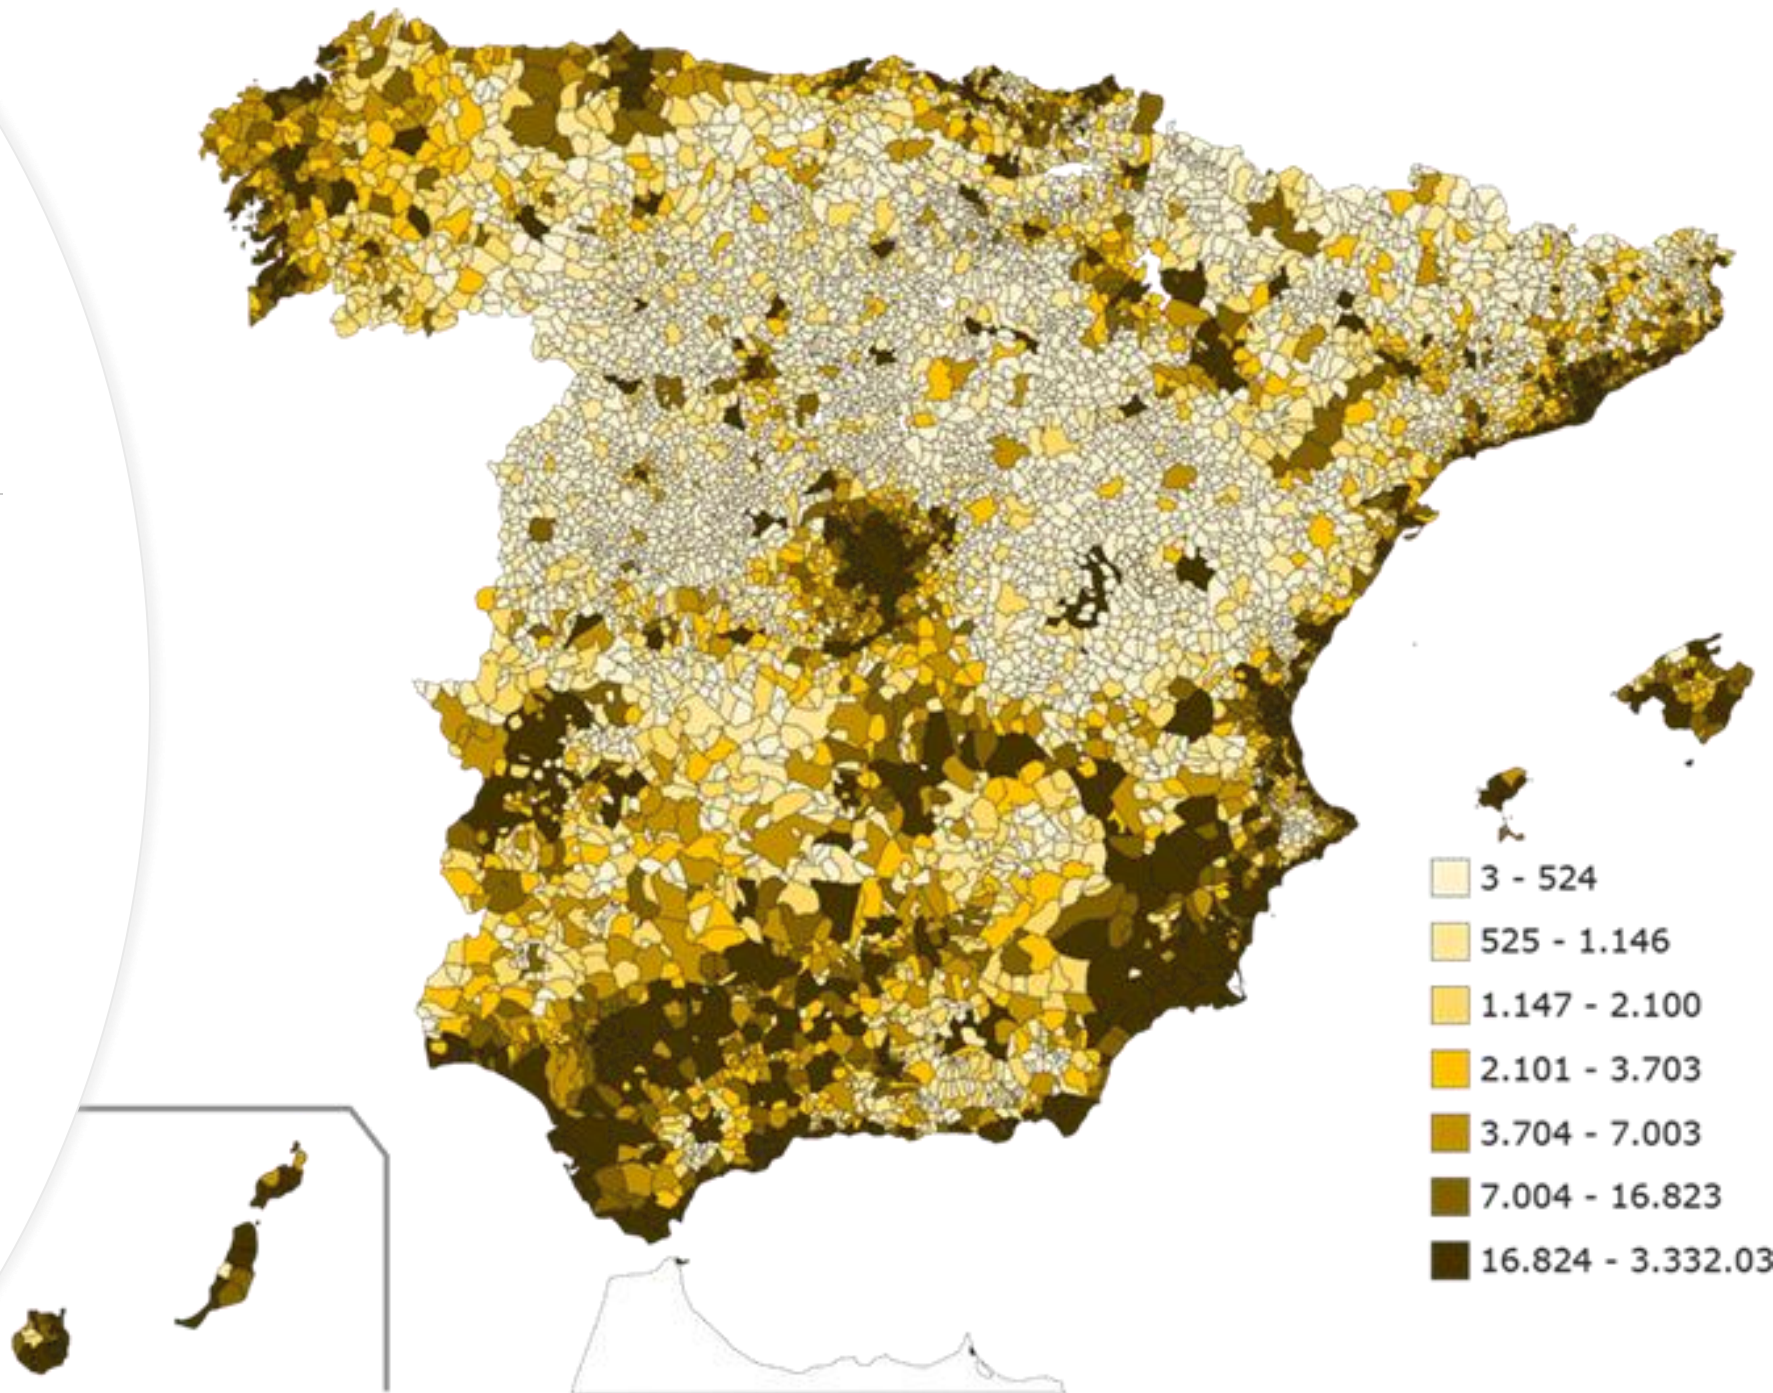 3 - 524
525 - 1.146
1.147 - 2.100
2.101 - 3.703
3.704 - 7.003
7.004 - 16.823
16.824 - 3.332.03